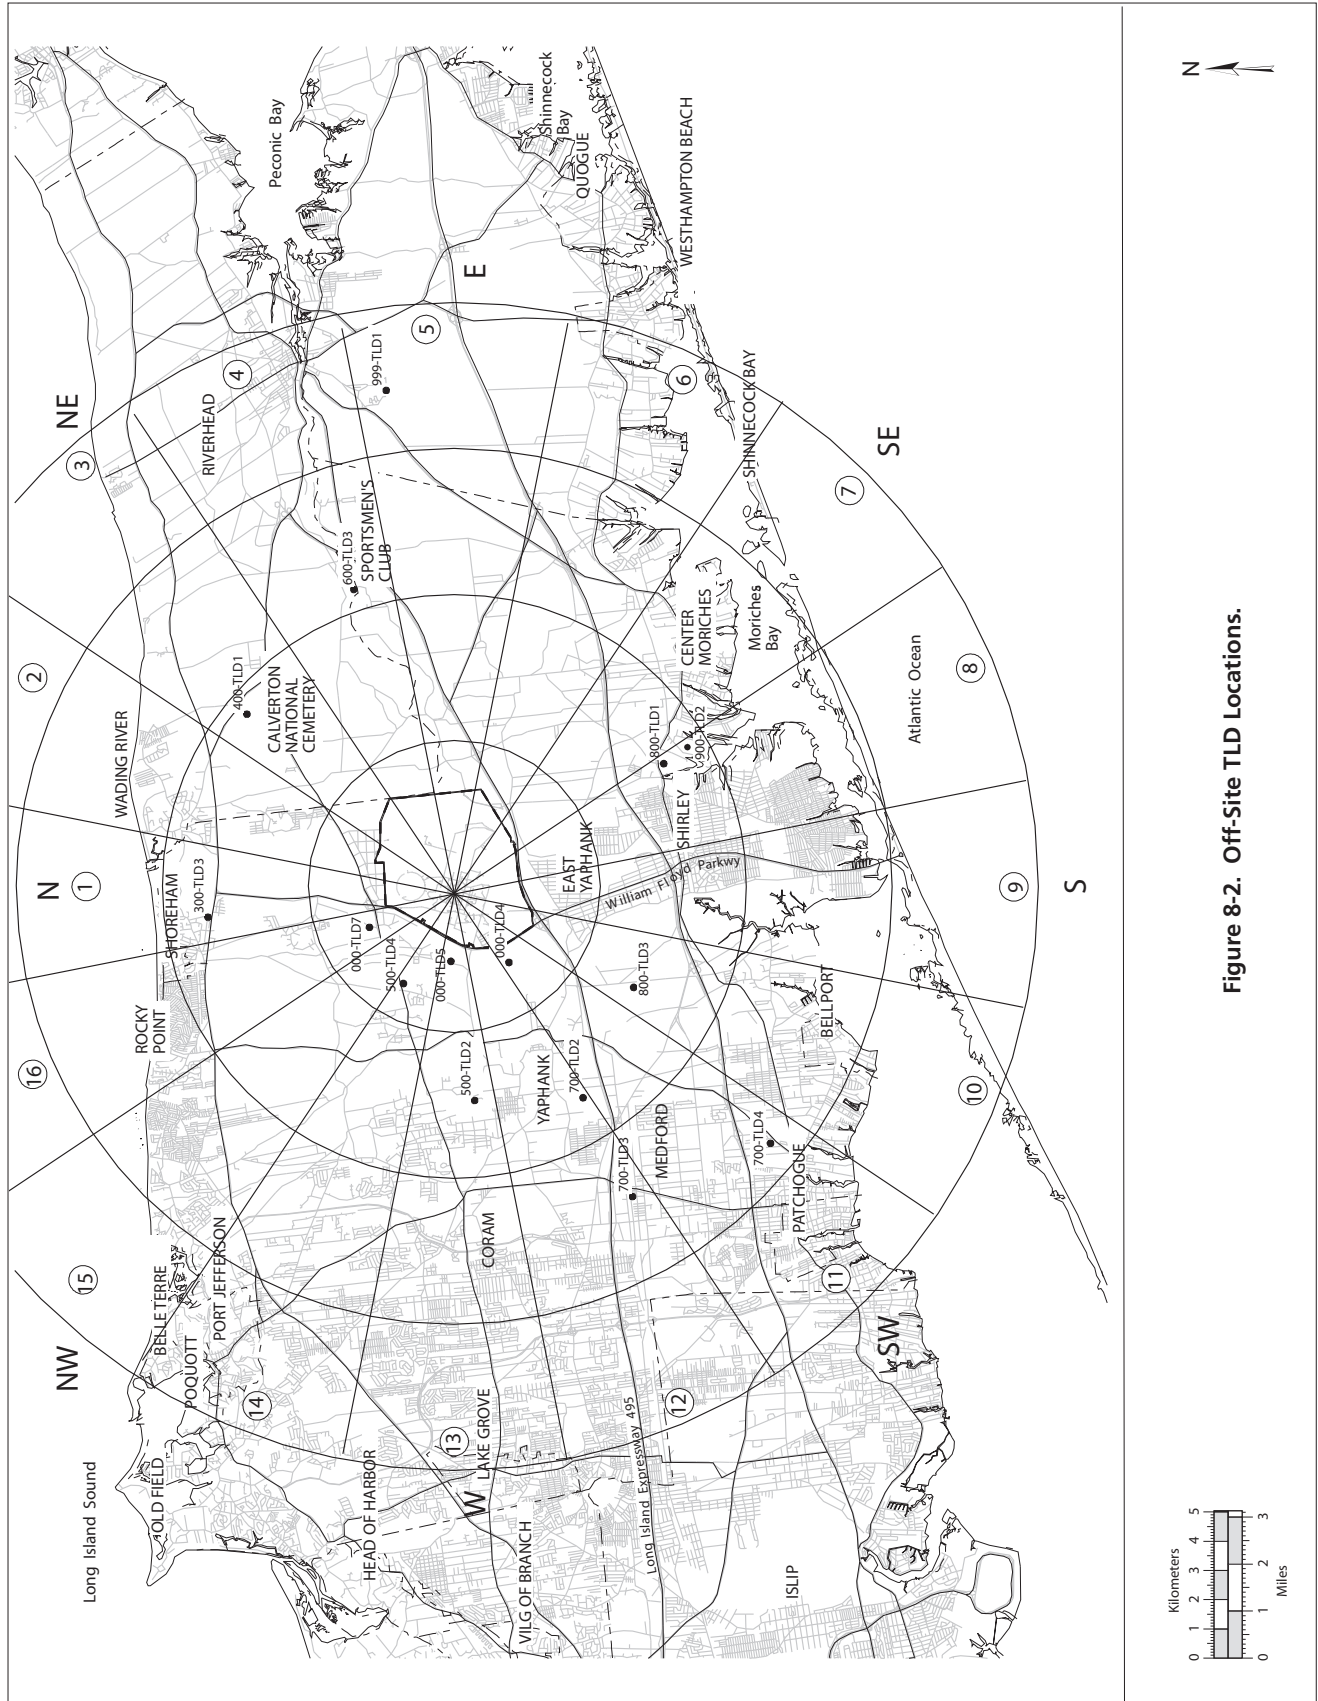 Long Island Sound
NW
15
16
N
1
2
3
NE
WADING RIVER
ROCKY
POINT
SHOREHAM
300-TLD3
BELLE TERRE
POQUOTT
PORT JEFFERSON
OLD FIELD
14
400-TLD1
RIVERHEAD
4
Peconic Bay
CALVERTON
NATIONAL
CEMETERY
HEAD OF HARBOR
000-TLD7
500-TLD4
000-TLD5
600-TLD3
SPORTSMEN'S
CLUB
999-TLD1
5
E
13
W
LAKE GROVE
CORAM
500-TLD2
000-TLD4
VILG OF BRANCH
YAPHANK
700-TLD2
EAST
YAPHANK
Shinnecock
Bay
QUOGUE
Long Island Expressway 495
700-TLD3
MEDFORD
800-TLD3
William Floyd Parkwy
SHIRLEY
800-TLD1
900-TLD2
CENTER
MORICHES
6
WESTHAMPTON BEACH
12
700-TLD4
Moriches
Bay
SHINNECOCK BAY
ISLIP
PATCHOGUE
BELLPORT
11
7
SE
SW
Atlantic Ocean
10
8
9
S
Kilometers
0 1 2 3 4 5
0 1 2 3
Miles
Figure 8-2. Off-Site TLD Locations.
N